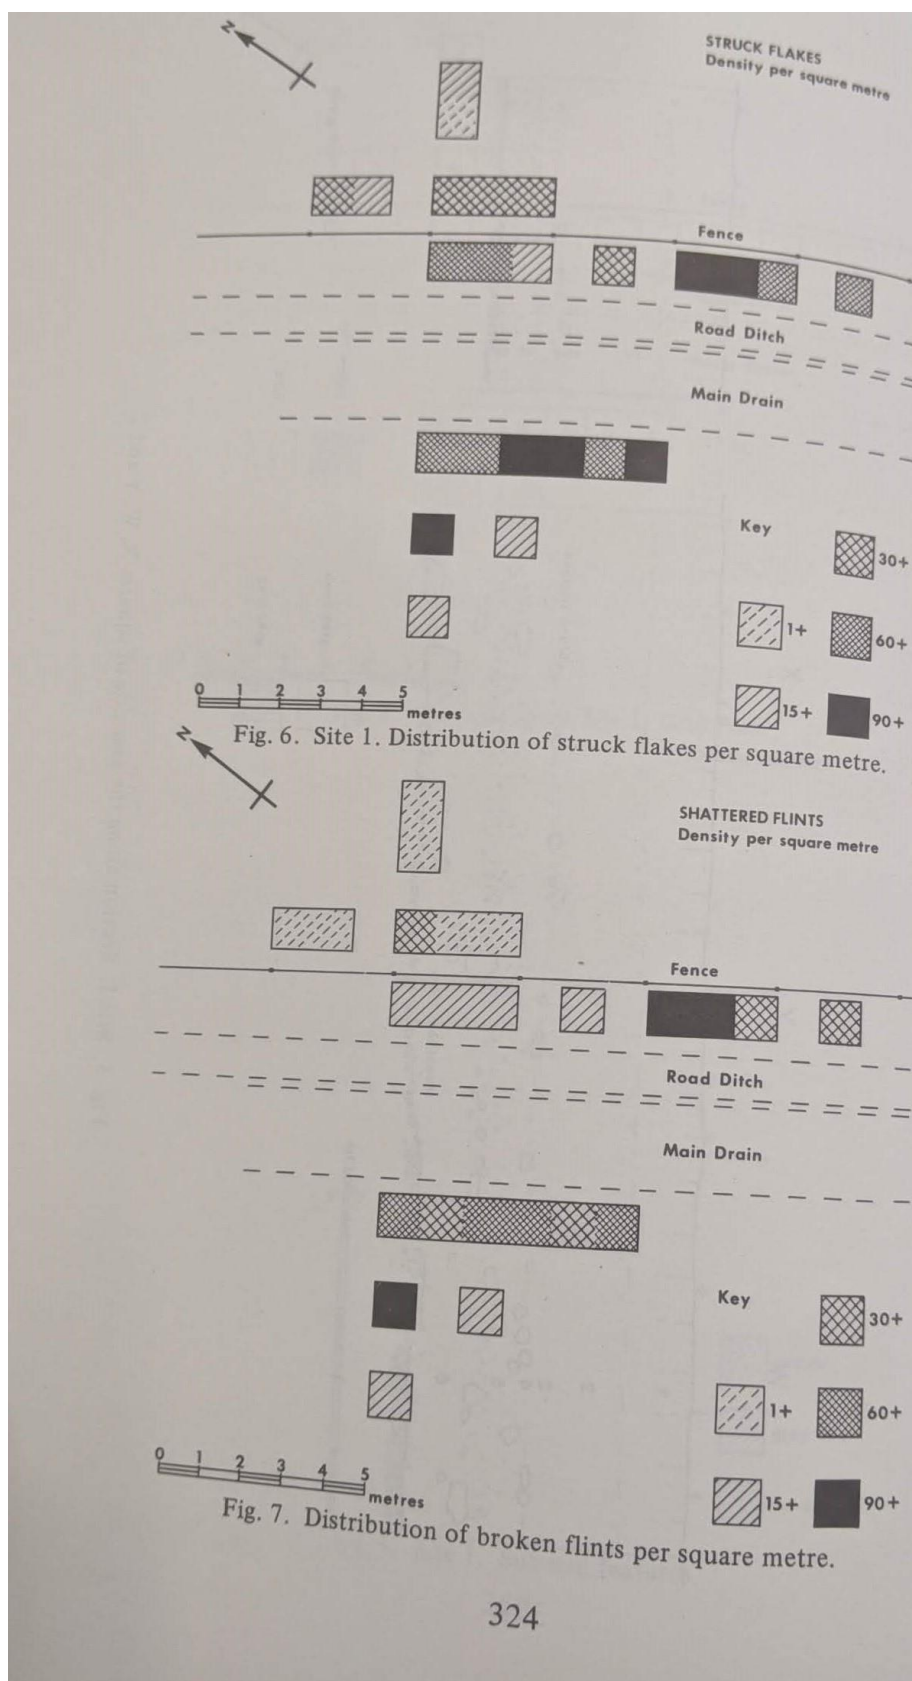 N
STRUCK FLAKES
Density per square metre
Fence
Road Ditch
Main Drain
Key
30+
1+
60+
15+
90+
0 1 2 3 4 5
metres
Fig. 6. Site 1. Distribution of struck flakes per square metre.
N
SHATTERED FLINTS
Density per square metre
Fence
Road Ditch
Main Drain
Key
30+
1+
60+
15+
90+
0 1 2 3 4 5
metres
Fig. 7. Distribution of broken flints per square metre.
324